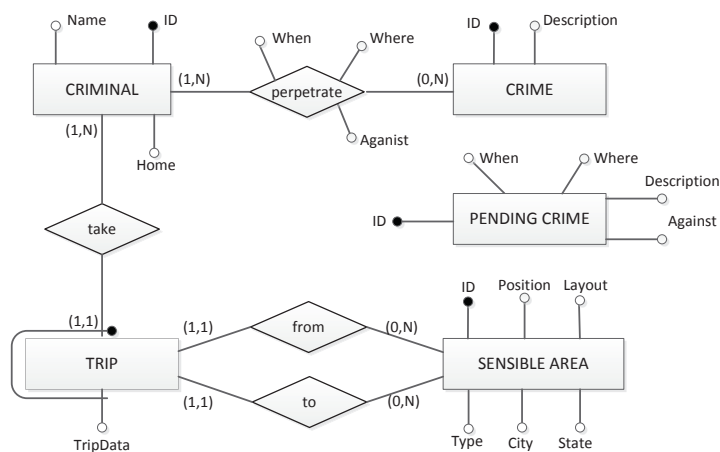 Name
ID
CRIMINAL
(1,N)
When
Where
perpetrate
Aganist
(0,N)
ID
Description
CRIME
(1,N)
Home
take
When
Where
Description
ID
PENDING CRIME
Against
(1,1)
TRIP
TripData
(1,1)
from
(0,N)
(1,1)
to
(0,N)
ID
Position
Layout
SENSIBLE AREA
Type
City
State